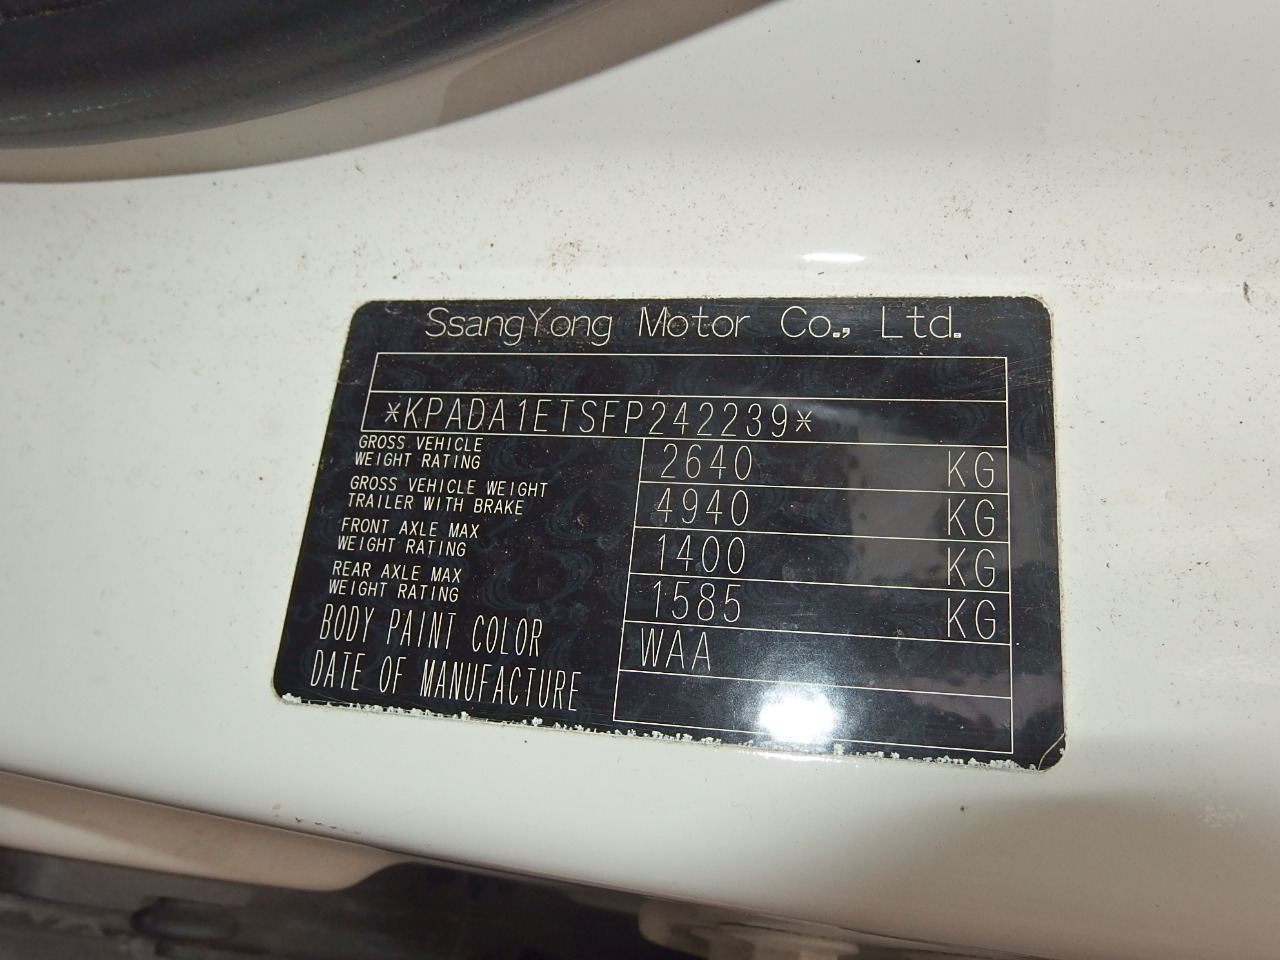 SsangYong Motor Co., Ltd.
*KPADA1ETSFP242239*
GROSS VEHICLE
WEIGHT RATING 2640 KG
GROSS VEHICLE WEIGHT
TRAILER WITH BRAKE 4940 KG
FRONT AXLE MAX
WEIGHT RATING 1400 KG
REAR AXLE MAX
WEIGHT RATING 1585 KG
BODY PAINT COLOR WAA
DATE OF MANUFACTURE